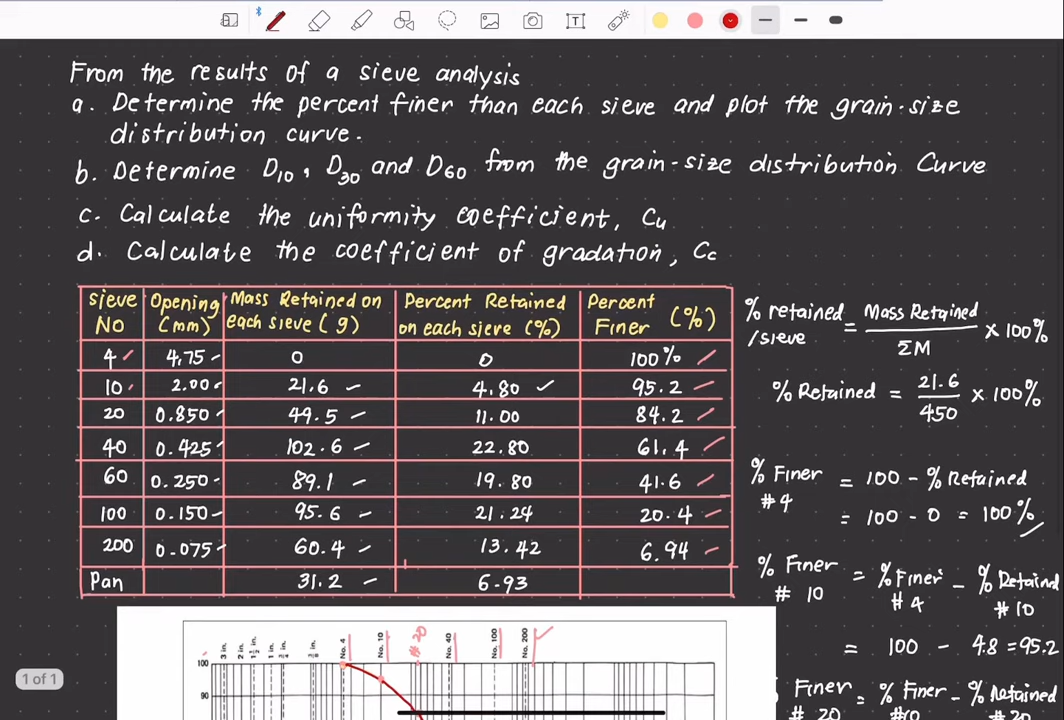 From the results of a sieve analysis
a. Determine the percent finer than each sieve and plot the grain-size
distribution curve.
b. Determine D10, D30 and D60 from the grain-size distribution Curve
c. Calculate the uniformity coefficient, Cu
d. Calculate the coefficient of gradation, Cc
Sieve No Opening (mm) Mass Retained on each sieve (g) Percent Retained on each sieve (%) Percent Finer (%)
4 4.75 0 0 100%
10 2.00 21.6 4.80 95.2
20 0.850 49.5 11.00 84.2
40 0.425 102.6 22.80 61.4
60 0.250 89.1 19.80 41.6
100 0.150 95.6 21.24 20.4
200 0.075 60.4 13.42 6.94
Pan 31.2 6.93
% retained /sieve = Mass Retained / ΣM x 100%
% Retained = 21.6 / 450 x 100%
% Finer #4 = 100 - % Retained
= 100 - 0 = 100%
% Finer # 10 = % Finer #4 - % Retained #10
= 100 - 4.8 = 95.2
% Finer # 20 = % Finer #10 - % Retained #20
3 in. 2 in. 1 in. No. 4 No. 10 #20 No. 40 No. 100 No. 200
100
90
1 of 1
T